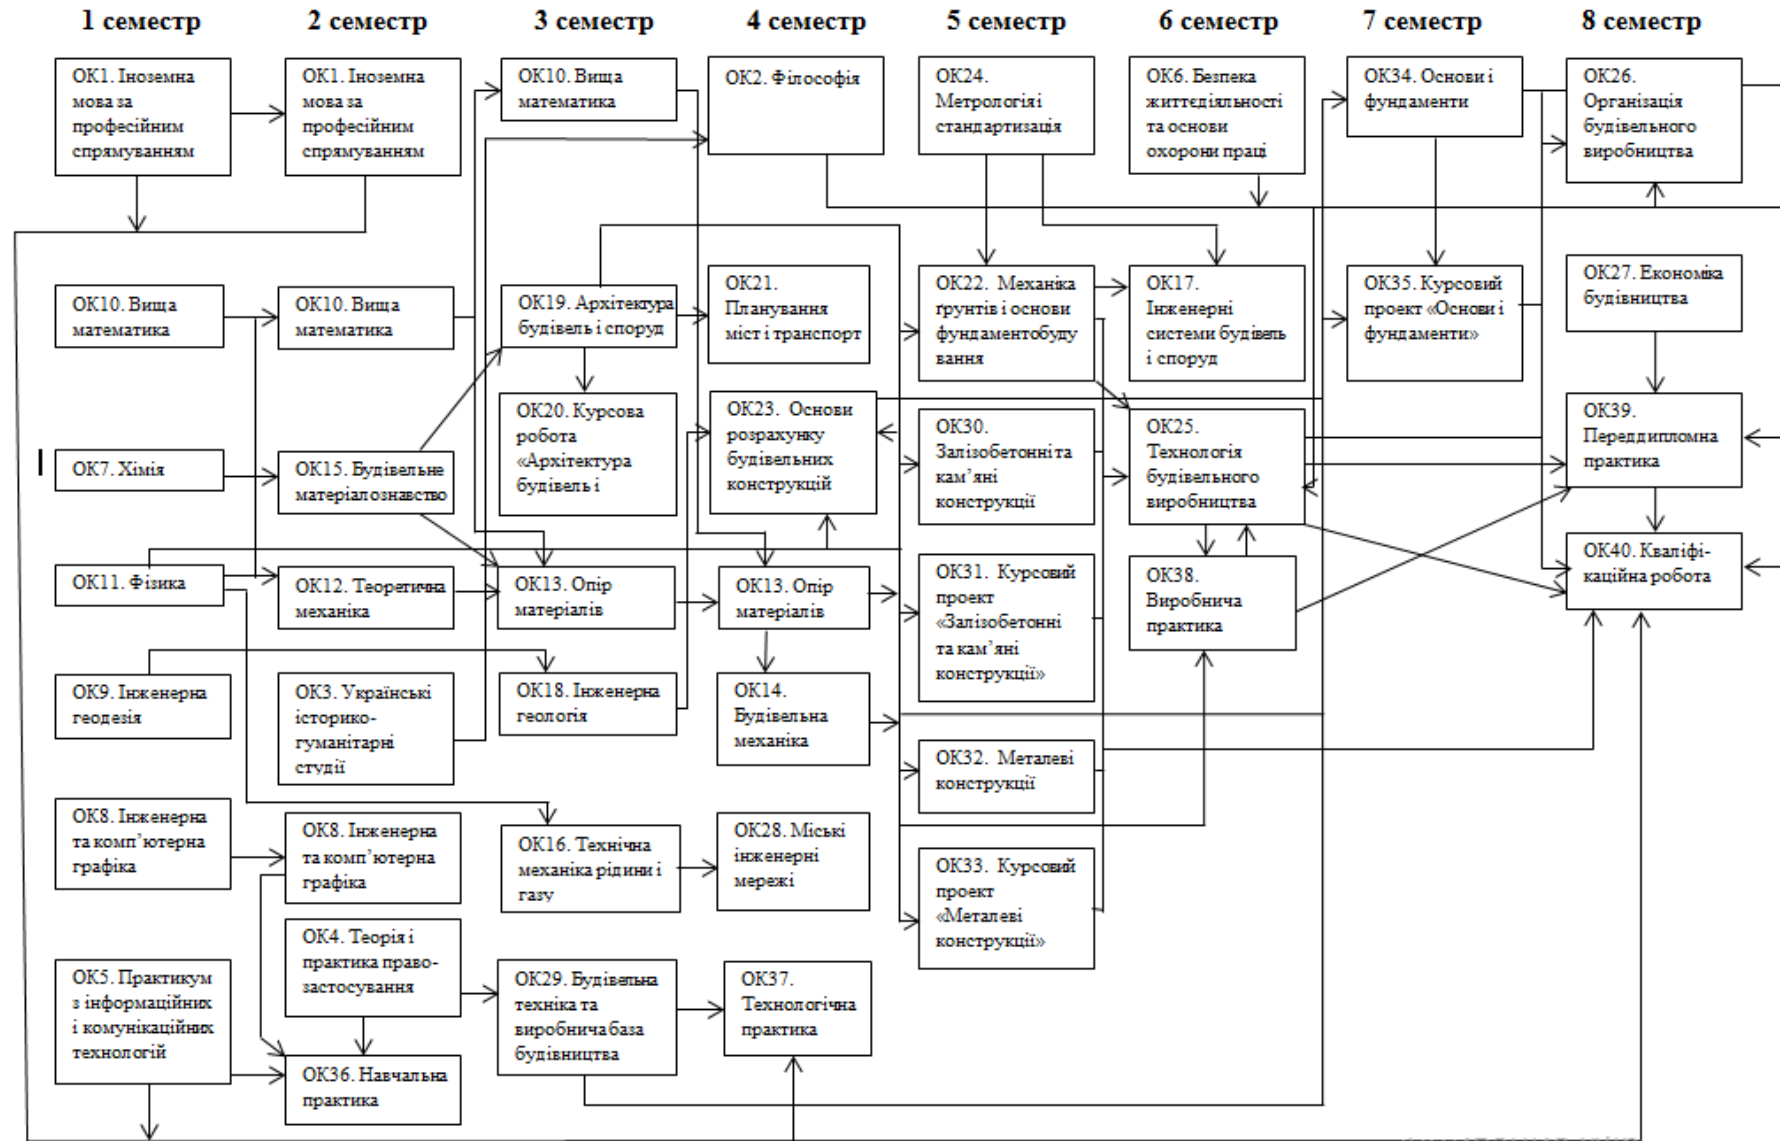 1 семестр
2 семестр
3 семестр
4 семестр
5 семестр
6 семестр
7 семестр
8 семестр
ОК1. Іноземна
мова за
професійним
спрямуванням
ОК10. Вища
математика
ОК7. Хімія
ОК11. Фізика
ОК9. Інженерна
геодезія
ОК8. Інженерна
та комп’ютерна
графіка
ОК5. Практикум
з інформаційних
і комунікаційних
технологій
ОК1. Іноземна
мова за
професійним
спрямуванням
ОК10. Вища
математика
ОК15. Будівельне
матеріалознавство
ОК12. Теоретична
механіка
ОК3. Українські
історико-
гуманітарні
студії
ОК8. Інженерна
та комп’ютерна
графіка
ОК4. Теорія і
практика право-
застосування
ОК36. Навчальна
практика
ОК10. Вища
математика
ОК19. Архітектура
будівель і споруд
ОК20. Курсова
робота
«Архітектура
будівель і
ОК13. Опір
матеріалів
ОК18. Інженерна
геологія
ОК16. Технічна
механіка рідини і
газу
ОК29. Будівельна
техніка та
виробнича база
будівництва
ОК2. Філософія
ОК21.
Планування
міст і транспорт
ОК23. Основи
розрахунку
будівельних
конструкцій
ОК13. Опір
матеріалів
ОК14.
Будівельна
механіка
ОК28. Міські
інженерні
мережі
ОК37.
Технологічна
практика
ОК24.
Метрологія і
стандартизація
ОК22. Механіка
ґрунтів і основи
фундаментобуду
вання
ОК30.
Залізобетонні та
кам’яні
конструкції
ОК31. Курсовий
проект
«Залізобетонні
та кам’яні
конструкції»
ОК32. Металеві
конструкції
ОК33. Курсовий
проект
«Металеві
конструкції»
ОК6. Безпека
життєдіяльності
та основи
охорони праці
ОК17.
Інженерні
системи будівель
і споруд
ОК25.
Технологія
будівельного
виробництва
ОК38.
Виробнича
практика
ОК34. Основи і
фундаменти
ОК35. Курсовий
проект «Основи і
фундаменти»
ОК26.
Організація
будівельного
виробництва
ОК27. Економіка
будівництва
ОК39.
Переддипломна
практика
ОК40. Кваліфі-
каційна робота